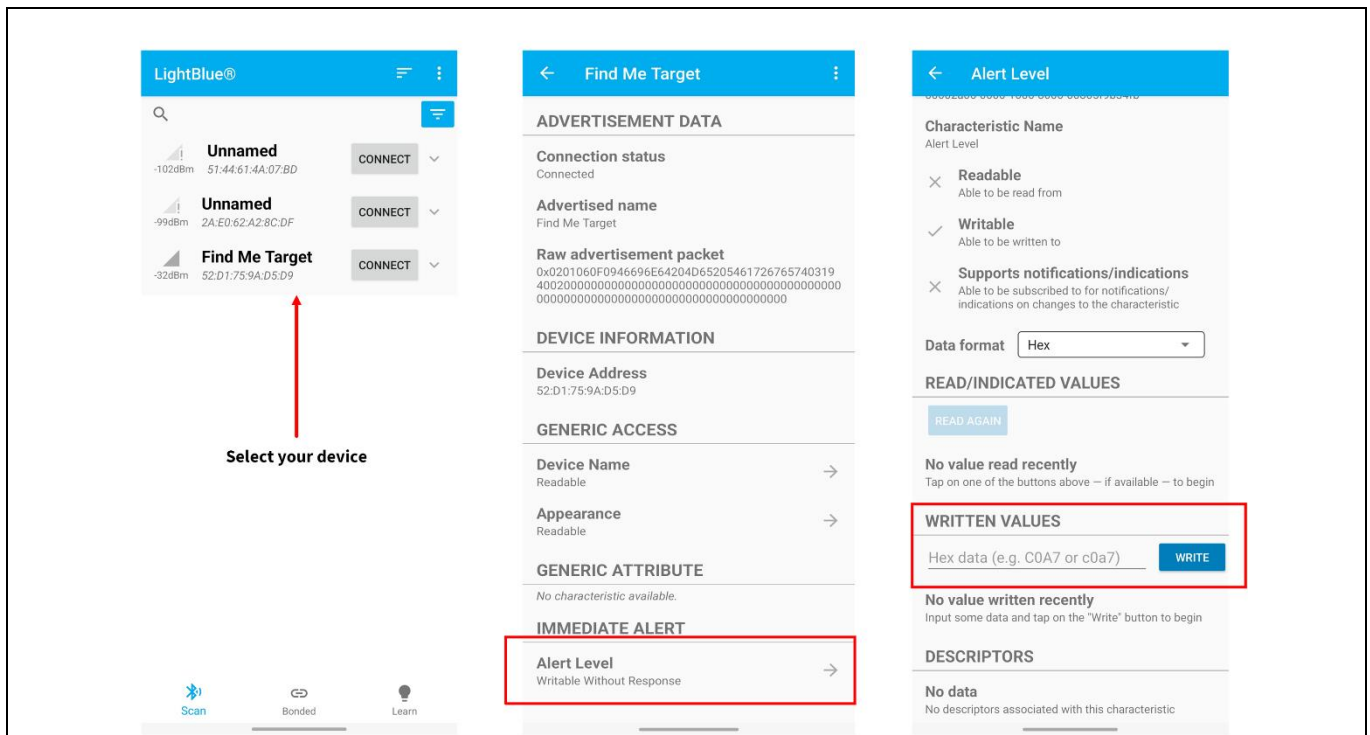 LightBlue®
Unnamed
CONNECT
-102dBm 51:44:61:4A:07:BD
Unnamed
CONNECT
-99dBm 2A:E0:62:A2:8C:DF
Find Me Target
CONNECT
-32dBm 52:D1:75:9A:D5:D9
Select your device
Scan Bonded Learn
Find Me Target
ADVERTISEMENT DATA
Connection status
Connected
Advertised name
Find Me Target
Raw advertisement packet
0x0201060F0946696E64204D65205461726765740319
400200000000000000000000000000000000000000000
000000000000000000000000000000000000
DEVICE INFORMATION
Device Address
52:D1:75:9A:D5:D9
GENERIC ACCESS
Device Name
Readable
Appearance
Readable
GENERIC ATTRIBUTE
No characteristic available.
IMMEDIATE ALERT
Alert Level
Writable Without Response
Alert Level
Characteristic Name
Alert Level
Readable
Able to be read from
Writable
Able to be written to
Supports notifications/indications
Able to be subscribed to for notifications/
indications on changes to the characteristic
Data format Hex
READ/INDICATED VALUES
READ AGAIN
No value read recently
Tap on one of the buttons above — if available — to begin
WRITTEN VALUES
Hex data (e.g. C0A7 or c0a7) WRITE
No value written recently
Input some data and tap on the "Write" button to begin
DESCRIPTORS
No data
No descriptors associated with this characteristic